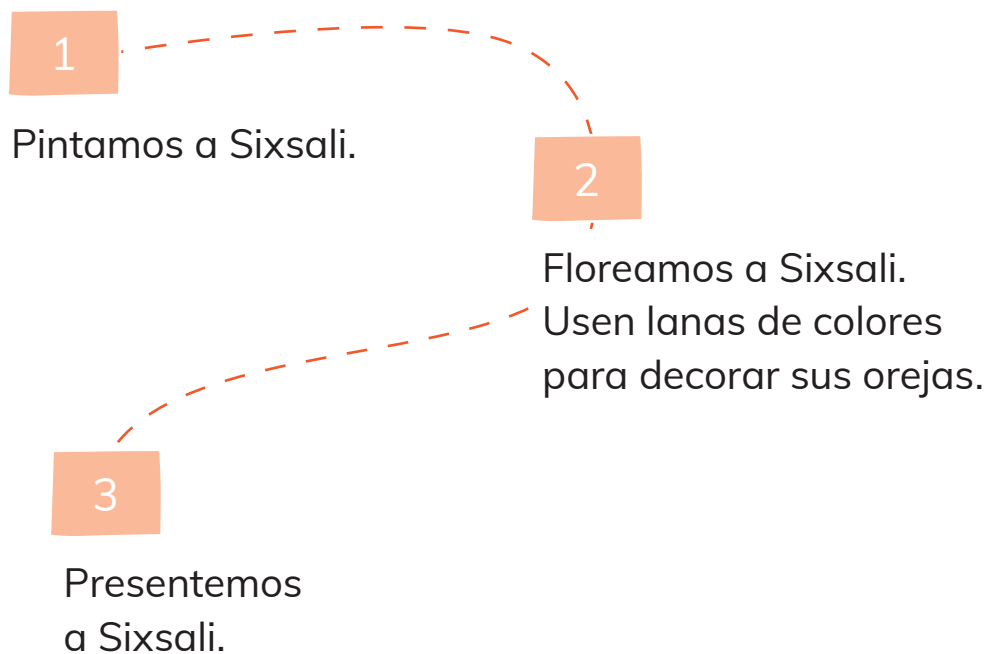 1
Pintamos a Sixsali.
2
Floreamos a Sixsali.
Usen lanas de colores
para decorar sus orejas.
3
Presentemos
a Sixsali.